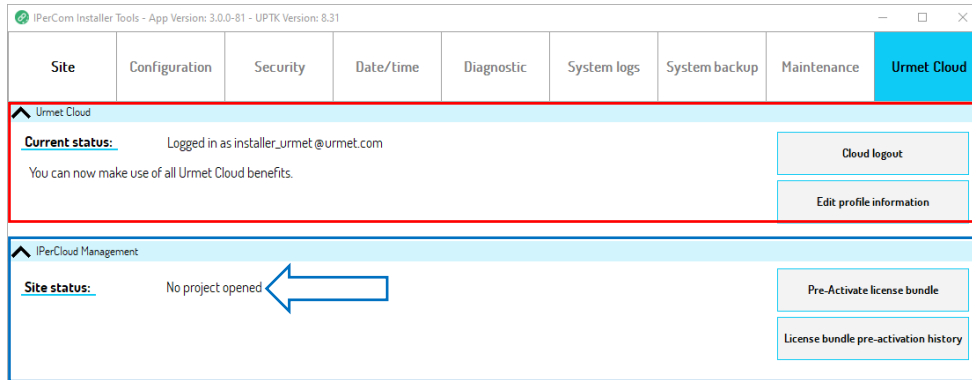 IPerCom Installer Tools - App Version: 3.0.0-81 - UPTK Version: 8.31
Site Configuration Security Date/time Diagnostic System logs System backup Maintenance Urmet Cloud
Urmet Cloud
Current status: Logged in as installer_urmet@urmet.com
Cloud logout
You can now make use of all Urmet Cloud benefits.
Edit profile information
IPerCloud Management
Site status: No project opened
Pre-Activate license bundle
License bundle pre-activation history